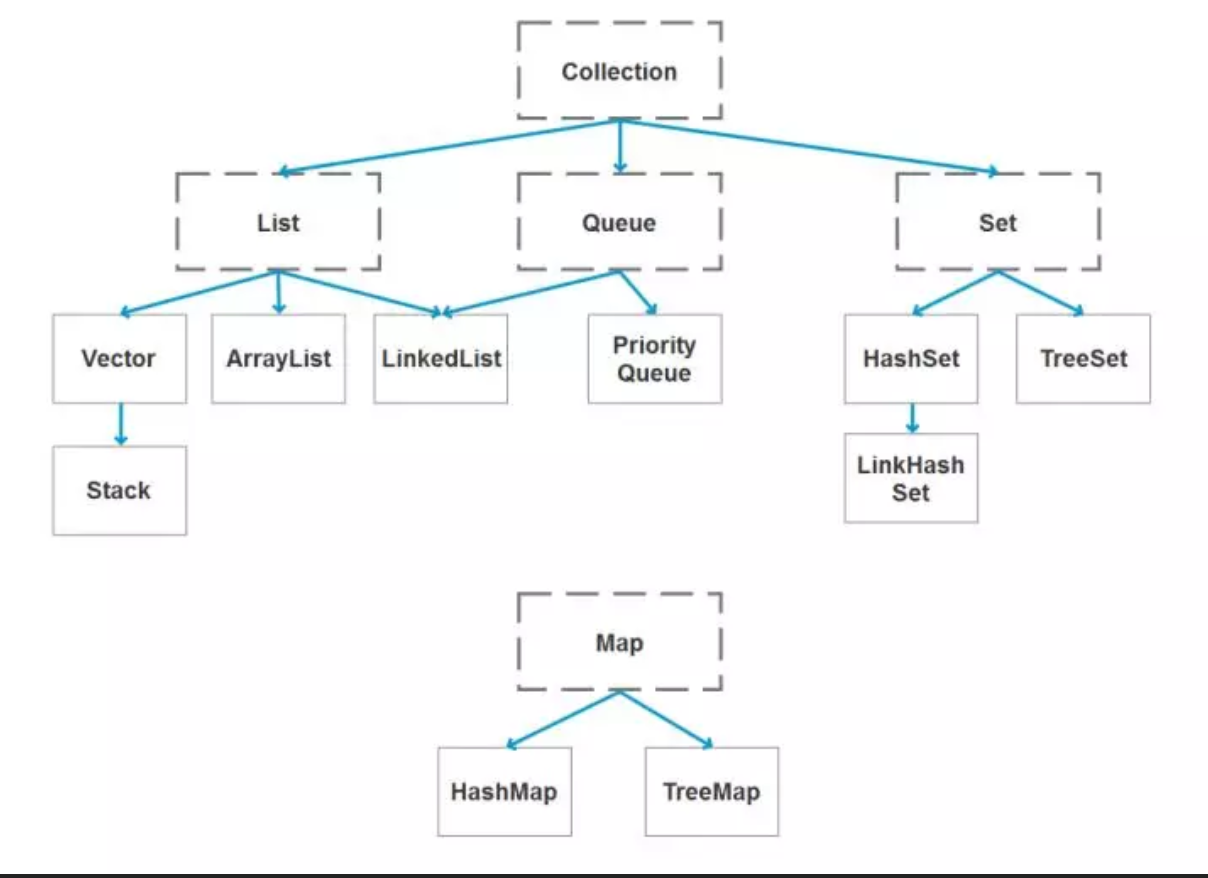 Collection
List
Queue
Set
Vector
ArrayList
LinkedList
Priority
Queue
HashSet
TreeSet
Stack
LinkHash
Set
Map
HashMap
TreeMap